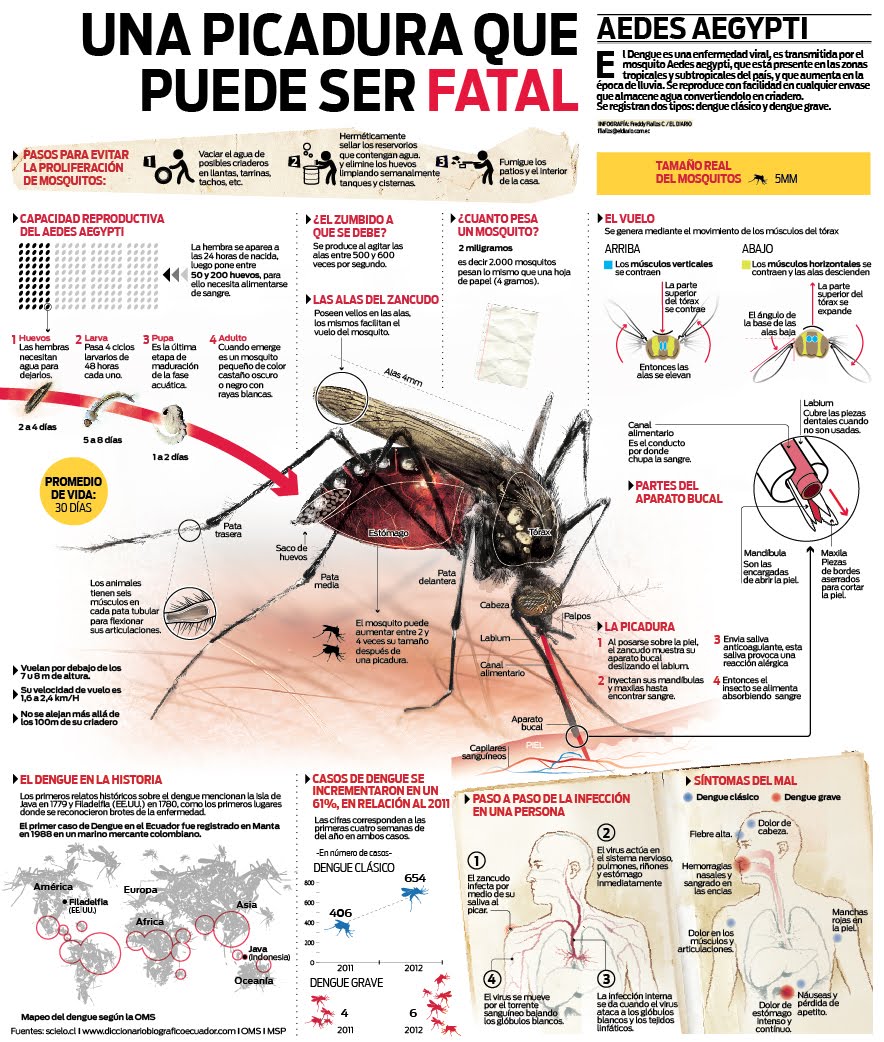 UNA PICADURA QUE
PUEDE SER FATAL
AEDES AEGYPTI
El Dengue es una enfermedad viral, es transmitida por el
mosquito Aedes aegypti, que está presente en las zonas
tropicales y subtropicales del país, y que aumenta en la
época de lluvia. Se reproduce con facilidad en cualquier envase
que almacene agua convertiendolo en criadero.
Se registran dos tipos: dengue clásico y dengue grave.
INFOGRAFÍA: Freddy Fiallos C. / EL DIARIO
ffiallos@eldiario.com.ec
PASOS PARA EVITAR
LA PROLIFERACIÓN
DE MOSQUITOS:
1
Vaciar el agua de
posibles criaderos
en llantas, tarrinas,
tachos, etc.
2
Herméticamente
sellar los reservorios
que contengan agua.
y elimine los huevos
limpiando semanalmente
tanques y cisternas.
3
Fumigue los
patios y el interior
de la casa.
TAMAÑO REAL
DEL MOSQUITOS
5MM
CAPACIDAD REPRODUCTIVA
DEL AEDES AEGYPTI
La hembra se aparea a
las 24 horas de nacida,
luego pone entre
50 y 200 huevos, para
ello necesita alimentarse
de sangre.
1 Huevos
Las hembras
necesitan
agua para
dejarlos.
2 a 4 días
2 Larva
Pasa 4 ciclos
larvarios de
48 horas
cada uno.
5 a 8 días
3 Pupa
Es la última
etapa de
maduración
de la fase
acuática.
1 a 2 días
4 Adulto
Cuando emerge
es un mosquito
pequeño de color
castaño oscuro
o negro con
rayas blancas.
PROMEDIO
DE VIDA:
30 DÍAS
¿EL ZUMBIDO A
QUE SE DEBE?
Se produce al agitar las
alas entre 500 y 600
veces por segundo.
LAS ALAS DEL ZANCUDO
Poseen vellos en las alas,
los mismos facilitan el
vuelo del mosquito.
Alas 4mm
¿CUANTO PESA
UN MOSQUITO?
2 miligramos
es decir 2.000 mosquitos
pesan lo mismo que una hoja
de papel (4 gramos).
EL VUELO
Se genera mediante el movimiento de los músculos del tórax
ARRIBA
Los músculos verticales
se contraen
La parte
superior
del tórax
se contrae
Entonces las
alas se elevan
ABAJO
Los músculos horizontales se
contraen y las alas descienden
La parte
superior del
tórax se
expande
El ángulo de
la base de las
alas baja
Labium
Cubre las piezas
dentales cuando
no son usadas.
Canal
alimentario
Es el conducto
por donde
chupa la sangre.
PARTES DEL
APARATO BUCAL
Mandíbula
Son las
encargadas
de abrir la piel.
Maxila
Piezas
de bordes
aserrados
para cortar
la piel.
Pata
trasera
Saco de
huevos
Estómago
Tórax
Pata
media
Pata
delantera
Cabeza
Palpos
Labium
Canal
alimentario
Aparato
bucal
Capilares
sanguíneos
PIEL
Los animales
tienen seis
músculos en
cada pata tubular
para flexionar
sus articulaciones.
El mosquito puede
aumentar entre 2 y
4 veces su tamaño
después de
una picadura.
Vuelan por debajo de los
7 u 8 m de altura.
Su velocidad de vuelo es
1,6 a 2,4 km/H
No se alejan más allá de
los 100m de su criadero
LA PICADURA
1 Al posarse sobre la piel,
el zancudo muestra su
aparato bucal
deslizando el labium.
2 Inyectan sus mandíbulas
y maxilas hasta
encontrar sangre.
3 Envia saliva
anticoagulante, esta
saliva provoca una
reacción alérgica
4 Entonces el
insecto se alimenta
absorbiendo sangre
EL DENGUE EN LA HISTORIA
Los primeros relatos históricos sobre el dengue mencionan la Isla de
Java en 1779 y Filadelfia (EE.UU.) en 1780, como los primeros lugares
donde se reconocieron brotes de la enfermedad.
El primer caso de Dengue en el Ecuador fue registrado en Manta
en 1988 en un marino mercante colombiano.
América
Filadelfia
(EE/UU.)
Europa
Africa
Asia
Java
(Indonesia)
Oceanía
Mapeo del dengue según la OMS
Fuentes: scielo.cl I www.diccionariobiograficoecuador.com I OMS I MSP
CASOS DE DENGUE SE
INCREMENTARON EN UN
61%, EN RELACIÓN AL 2011
Las cifras corresponden a las
primeras cuatro semanas de
del año en ambos casos.
-En número de casos-
DENGUE CLÁSICO
800
600
400
200
0
406
654
2011
2012
DENGUE GRAVE
4
6
2011
2012
PASO A PASO DE LA INFECCIÓN
EN UNA PERSONA
1
El zancudo
infecta por
medio de su
saliva al
picar.
2
El virus actúa en
el sistema nervioso,
pulmones, riñones
y estómago
inmediatamente
4
El virus se mueve
por el torrente
sanguíneo bajando
los glóbulos blancos.
3
La infección interna
se da cuando el virus
ataca a los glóbulos
blancos y los tejidos
linfáticos.
SÍNTOMAS DEL MAL
Dengue clásico
Dengue grave
Dolor de
cabeza.
Fiebre alta.
Hemorragias
nasales y
sangrado en
las encias
Manchas
rojas en
la piel.
Dolor en los
músculos y
articulaciones.
Náuseas y
pérdida de
apetito.
Dolor de
estómago
intenso y
contínuo.